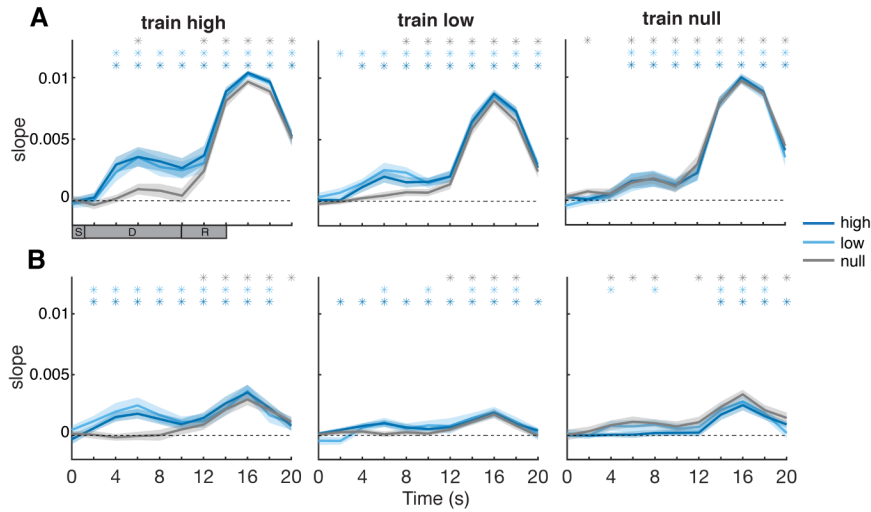 A
train high
train low
train null
slope
0.01
0.005
0
S D R
high
low
null
B
slope
0.01
0.005
0
0 4 8 12 16 20
0 4 8 12 16 20
0 4 8 12 16 20
Time (s)